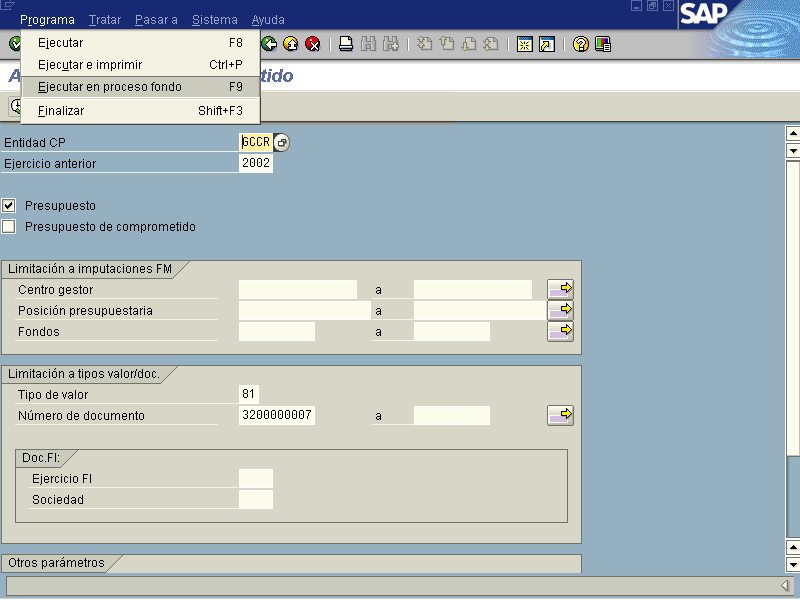 Programa Tratar Pasar a Sistema Ayuda
SAP
Ejecutar F8
Ejecutar e imprimir Ctrl+P
Ejecutar en proceso fondo F9
Finalizar Shift+F3
Entidad CP GCCR
Ejercicio anterior 2002
Presupuesto
Presupuesto de comprometido
Limitación a imputaciones FM
Centro gestor a
Posición presupuestaria a
Fondos a
Limitación a tipos valor/doc.
Tipo de valor 81
Número de documento 3200000007 a
Doc.FI:
Ejercicio FI
Sociedad
Otros parámetros